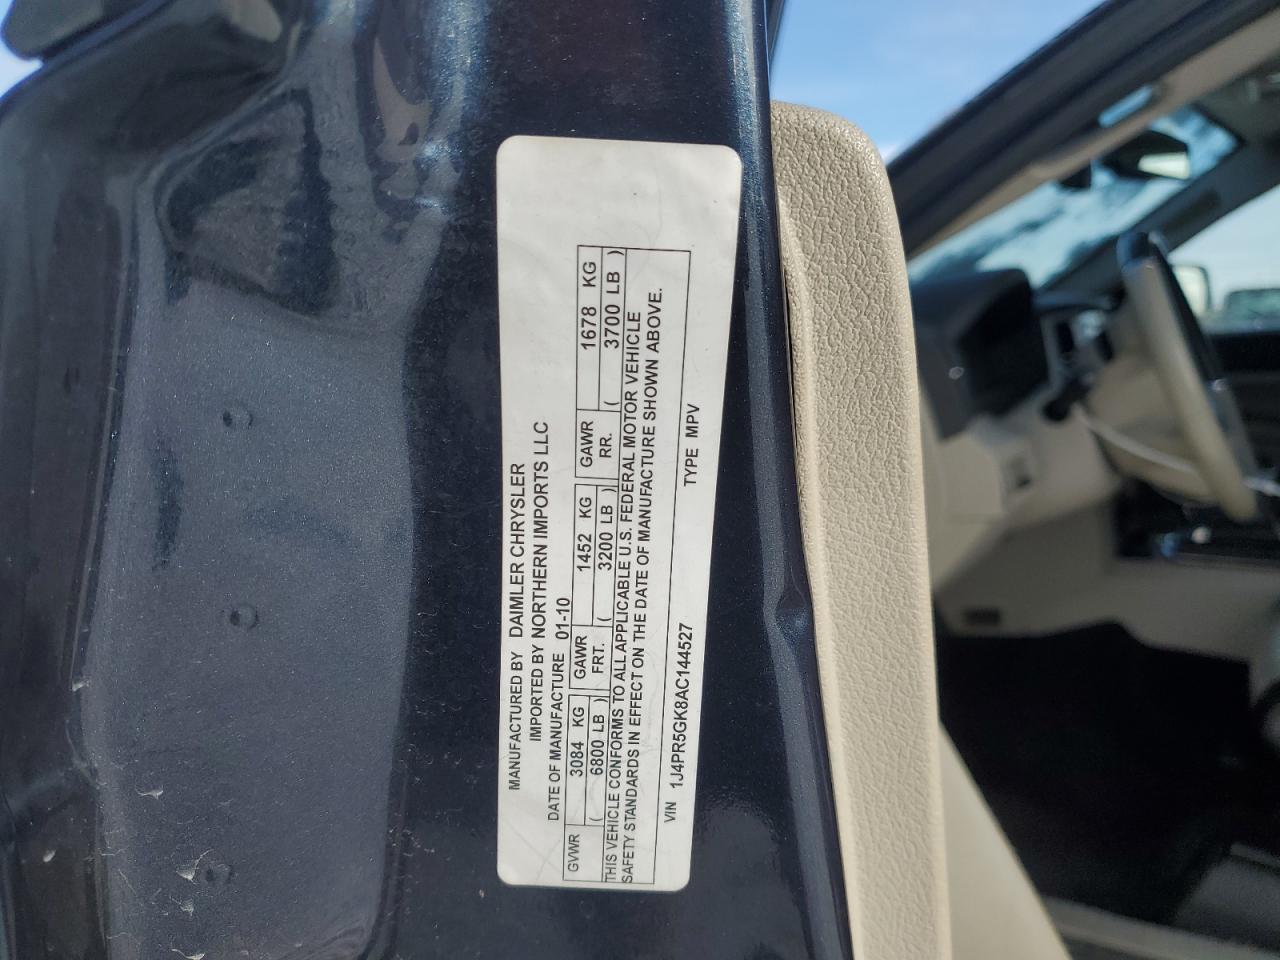 MANUFACTURED BY DAIMLER CHRYSLER
IMPORTED BY NORTHERN IMPORTS LLC
DATE OF MANUFACTURE 01-10
GVWR 3084 KG GAWR 1452 KG GAWR 1678 KG
( 6800 LB ) FRT. ( 3200 LB ) RR. ( 3700 LB )
THIS VEHICLE CONFORMS TO ALL APPLICABLE U.S. FEDERAL MOTOR VEHICLE
SAFETY STANDARDS IN EFFECT ON THE DATE OF MANUFACTURE SHOWN ABOVE.
VIN 1J4PR5GK8AC144527 TYPE MPV